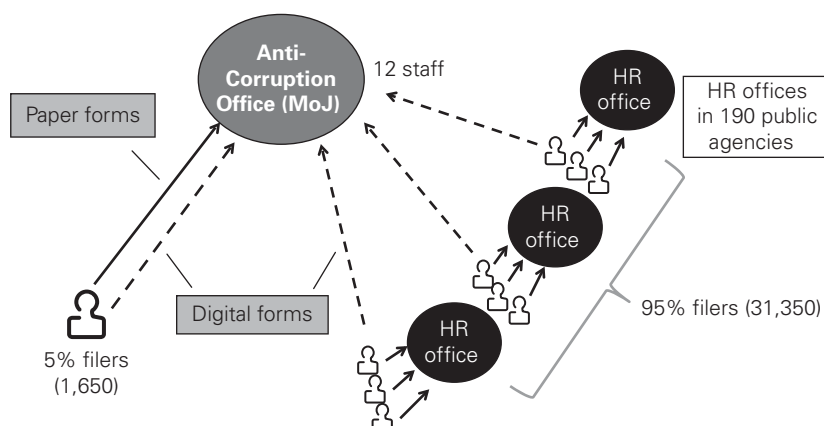 Anti-
Corruption
Office (MoJ)
12 staff
HR
office
HR offices
in 190 public
agencies
Paper forms
HR
office
Digital forms
HR
office
95% filers (31,350)
5% filers
(1,650)